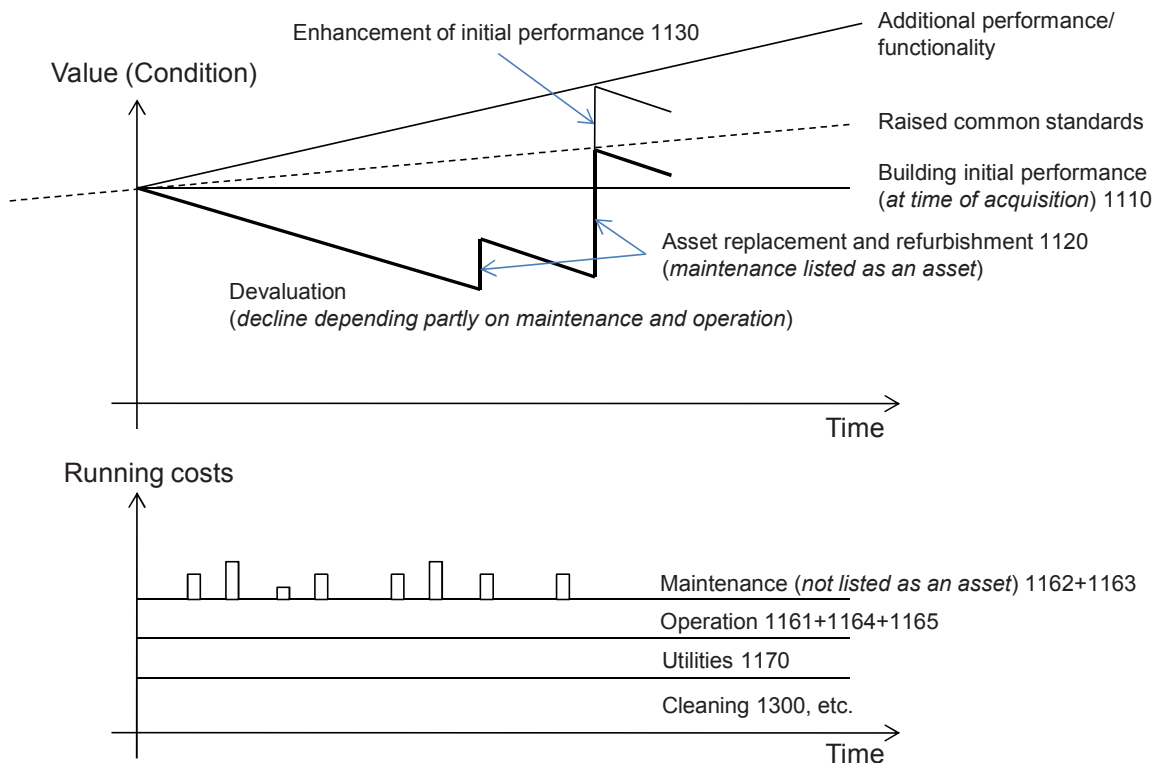 Enhancement of initial performance 1130
Additional performance/
functionality
Value (Condition)
Raised common standards
Building initial performance
(at time of acquisition) 1110
Asset replacement and refurbishment 1120
(maintenance listed as an asset)
Devaluation
(decline depending partly on maintenance and operation)
Time
Running costs
Maintenance (not listed as an asset) 1162+1163
Operation 1161+1164+1165
Utilities 1170
Cleaning 1300, etc.
Time